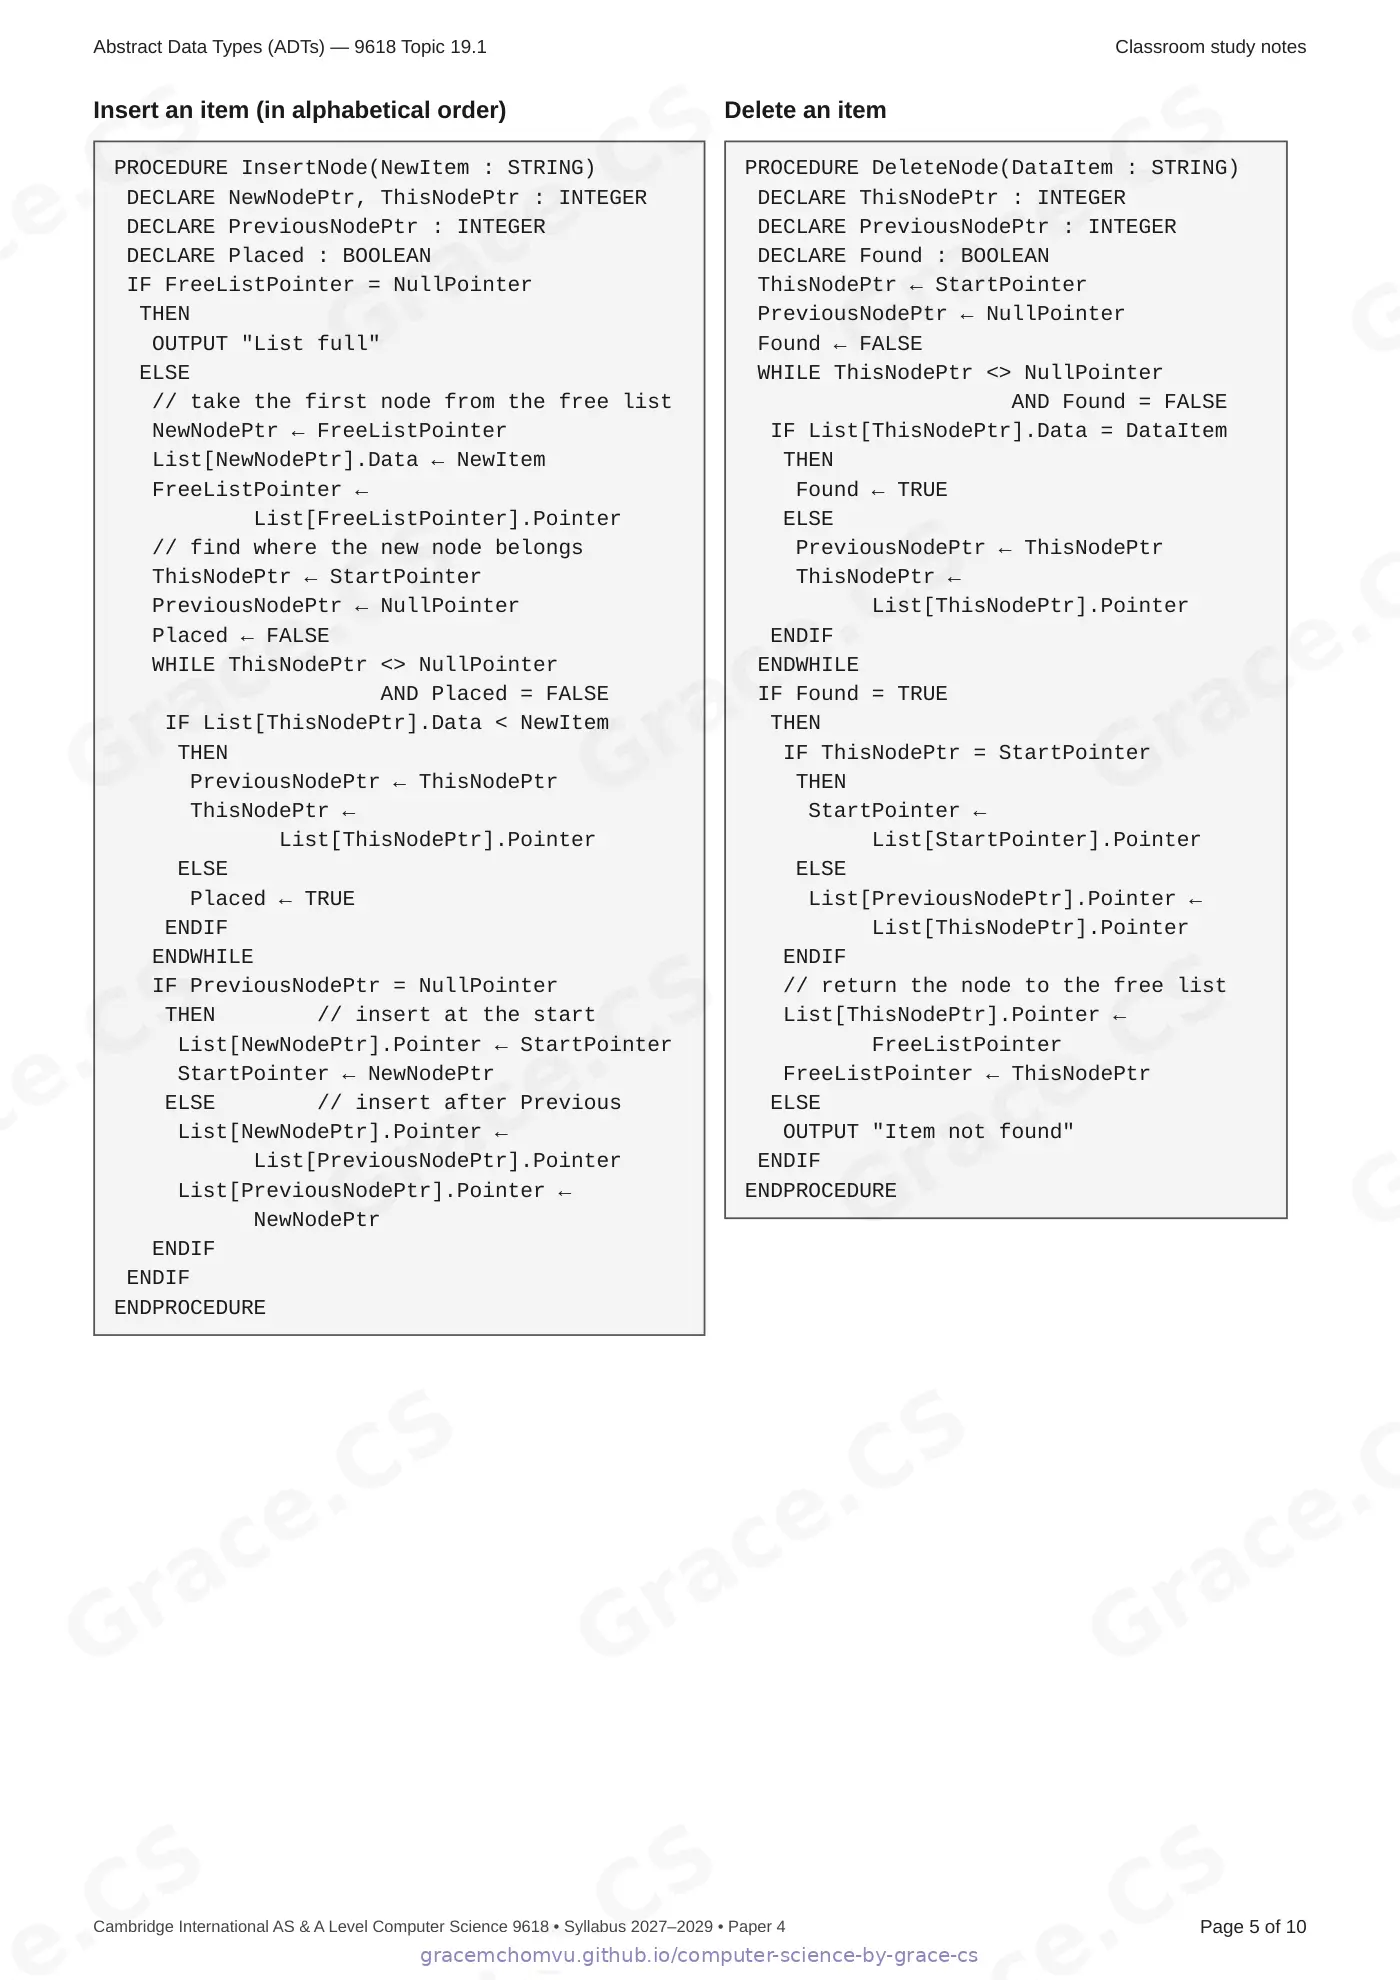 Abstract Data Types (ADTs) — 9618 Topic 19.1
Classroom study notes
Insert an item (in alphabetical order)
PROCEDURE InsertNode(NewItem : STRING)
DECLARE NewNodePtr, ThisNodePtr : INTEGER
DECLARE PreviousNodePtr : INTEGER
DECLARE Placed : BOOLEAN
IF FreeListPointer = NullPointer
THEN
OUTPUT "List full"
ELSE
// take the first node from the free list
NewNodePtr ← FreeListPointer
List[NewNodePtr].Data ← NewItem
FreeListPointer ←
List[FreeListPointer].Pointer
// find where the new node belongs
ThisNodePtr ← StartPointer
PreviousNodePtr ← NullPointer
Placed ← FALSE
WHILE ThisNodePtr <> NullPointer
AND Placed = FALSE
IF List[ThisNodePtr].Data < NewItem
THEN
PreviousNodePtr ← ThisNodePtr
ThisNodePtr ←
List[ThisNodePtr].Pointer
ELSE
Placed ← TRUE
ENDIF
ENDWHILE
IF PreviousNodePtr = NullPointer
THEN // insert at the start
List[NewNodePtr].Pointer ← StartPointer
StartPointer ← NewNodePtr
ELSE // insert after Previous
List[NewNodePtr].Pointer ←
List[PreviousNodePtr].Pointer
List[PreviousNodePtr].Pointer ←
NewNodePtr
ENDIF
ENDIF
ENDPROCEDURE
Delete an item
PROCEDURE DeleteNode(DataItem : STRING)
DECLARE ThisNodePtr : INTEGER
DECLARE PreviousNodePtr : INTEGER
DECLARE Found : BOOLEAN
ThisNodePtr ← StartPointer
PreviousNodePtr ← NullPointer
Found ← FALSE
WHILE ThisNodePtr <> NullPointer
AND Found = FALSE
IF List[ThisNodePtr].Data = DataItem
THEN
Found ← TRUE
ELSE
PreviousNodePtr ← ThisNodePtr
ThisNodePtr ←
List[ThisNodePtr].Pointer
ENDIF
ENDWHILE
IF Found = TRUE
THEN
IF ThisNodePtr = StartPointer
THEN
StartPointer ←
List[StartPointer].Pointer
ELSE
List[PreviousNodePtr].Pointer ←
List[ThisNodePtr].Pointer
ENDIF
// return the node to the free list
List[ThisNodePtr].Pointer ←
FreeListPointer
FreeListPointer ← ThisNodePtr
ELSE
OUTPUT "Item not found"
ENDIF
ENDPROCEDURE
Grace.CS
Cambridge International AS & A Level Computer Science 9618 • Syllabus 2027–2029 • Paper 4
Page 5 of 10
gracemchomvu.github.io/computer-science-by-grace-cs